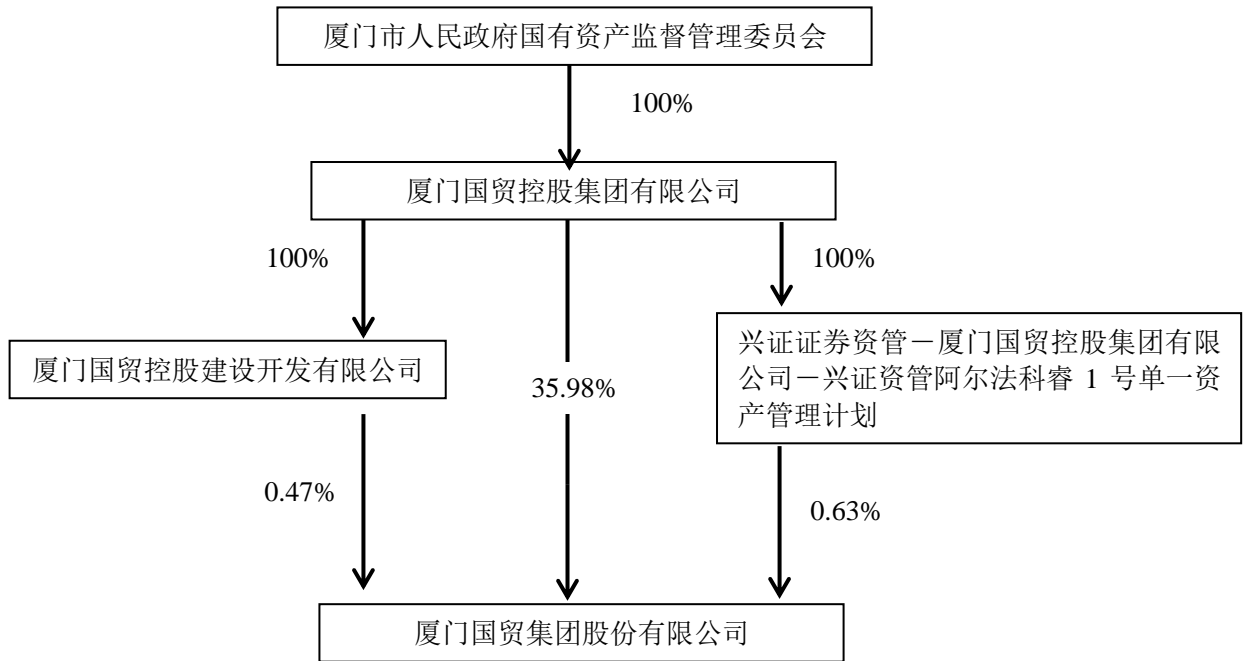 厦门市人民政府国有资产监督管理委员会
100%
厦门国贸控股集团有限公司
100%
100%
厦门国贸控股建设开发有限公司
35.98%
兴证证券资管－厦门国贸控股集团有限
公司－兴证资管阿尔法科睿 1 号单一资
产管理计划
0.47%
0.63%
厦门国贸集团股份有限公司